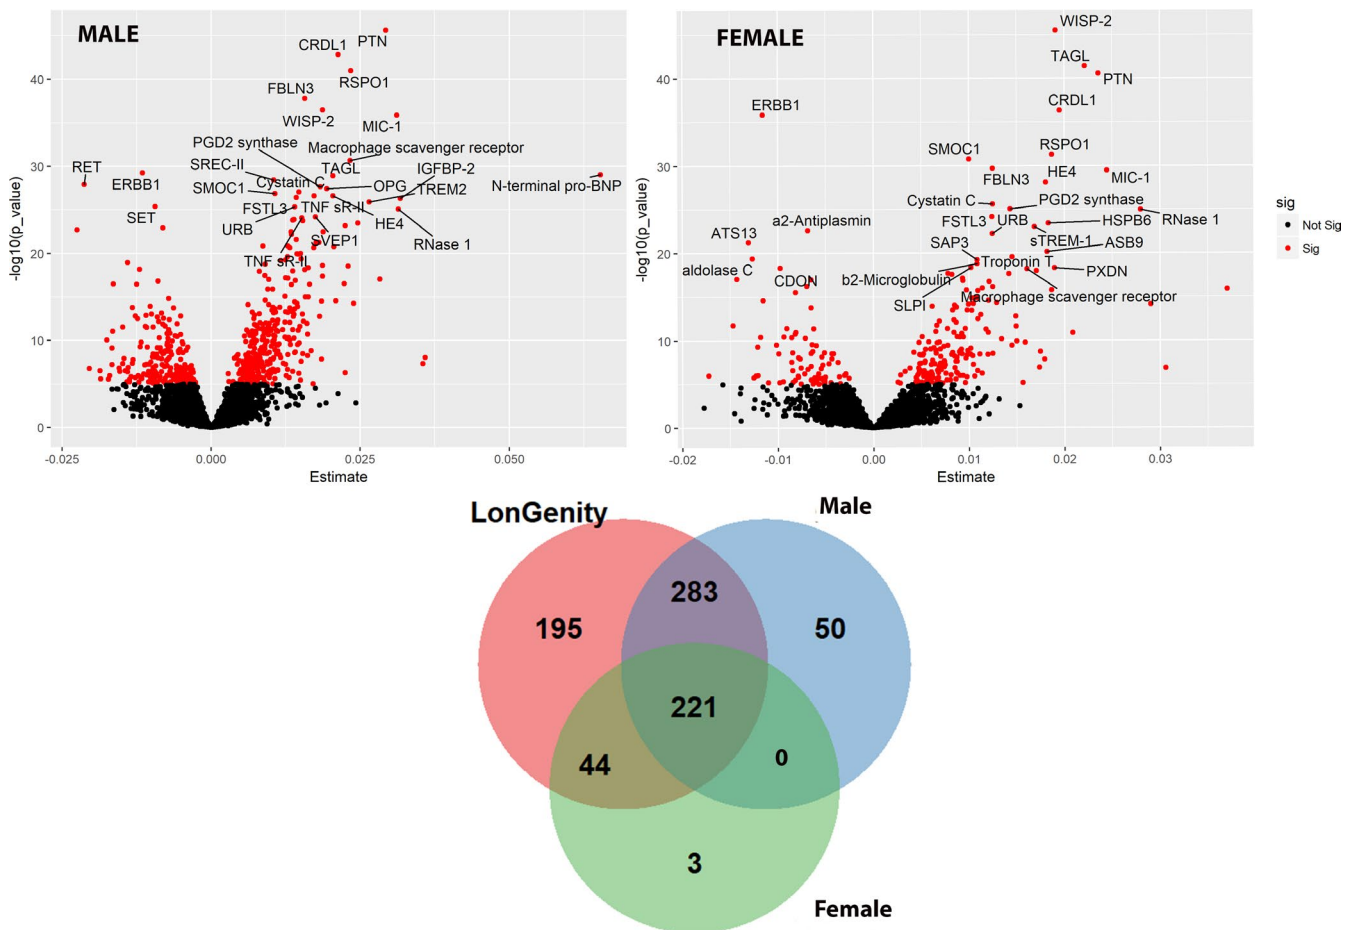 MALE
PTN
CRDL1
RSPO1
FBLN3
WISP-2
MIC-1
PGD2 synthase
Macrophage scavenger receptor
RET
SREC-II
TAGL
IGFBP-2
ERBB1
Cystatin C
OPG
TREM2
N-terminal pro-BNP
SMOC1
SET
FSTL3
TNF sR-II
HE4
URB
SVEP1
RNase 1
TNF sR-II
40
30
20
10
0
-log10(p_value)
-0.025
0.000
0.025
0.050
Estimate
FEMALE
WISP-2
TAGL
PTN
ERBB1
CRDL1
SMOC1
RSPO1
FBLN3
HE4
MIC-1
Cystatin C
PGD2 synthase
a2-Antiplasmin
FSTL3
URB
HSPB6
RNase 1
ATS13
SAP3
sTREM-1
ASB9
aldolase C
CDON
b2-Microglobulin
Troponin T
PXDN
SLPI
Macrophage scavenger receptor
40
30
20
10
0
-log10(p_value)
-0.02
-0.01
0.00
0.01
0.02
0.03
Estimate
sig
Not Sig
Sig
LonGenity
Male
283
195
50
221
44
0
3
Female